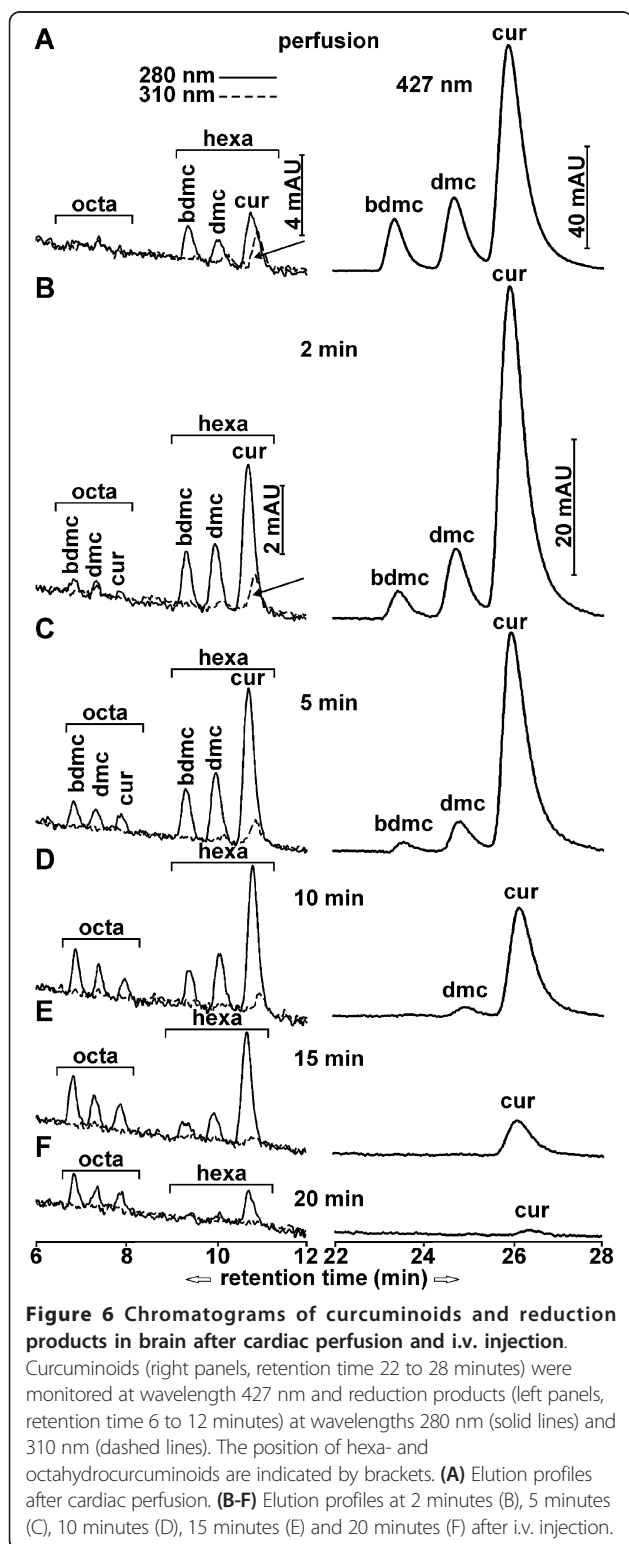 A
perfusion
cur
280 nm
310 nm
427 nm
hexa
octa
bdmc
dmc
cur
4 mAU
bdmc
dmc
40 mAU
B
2 min
hexa
cur
octa
bdmc
dmc
cur
bdmc
dmc
2 mAU
20 mAU
dmc
bdmc
C
cur
hexa
cur
5 min
octa
bdmc
dmc
cur
bdmc
dmc
dmc
bdmc
D
hexa
10 min
cur
octa
dmc
E
hexa
15 min
octa
cur
F
octa
hexa
20 min
cur
6 8 10 12 22 24 26 28
⇦ retention time (min) ⇨
Figure 6 Chromatograms of curcuminoids and reduction
products in brain after cardiac perfusion and i.v. injection.
Curcuminoids (right panels, retention time 22 to 28 minutes) were
monitored at wavelength 427 nm and reduction products (left panels,
retention time 6 to 12 minutes) at wavelengths 280 nm (solid lines) and
310 nm (dashed lines). The position of hexa- and
octahydrocurcuminoids are indicated by brackets. (A) Elution profiles
after cardiac perfusion. (B-F) Elution profiles at 2 minutes (B), 5 minutes
(C), 10 minutes (D), 15 minutes (E) and 20 minutes (F) after i.v. injection.